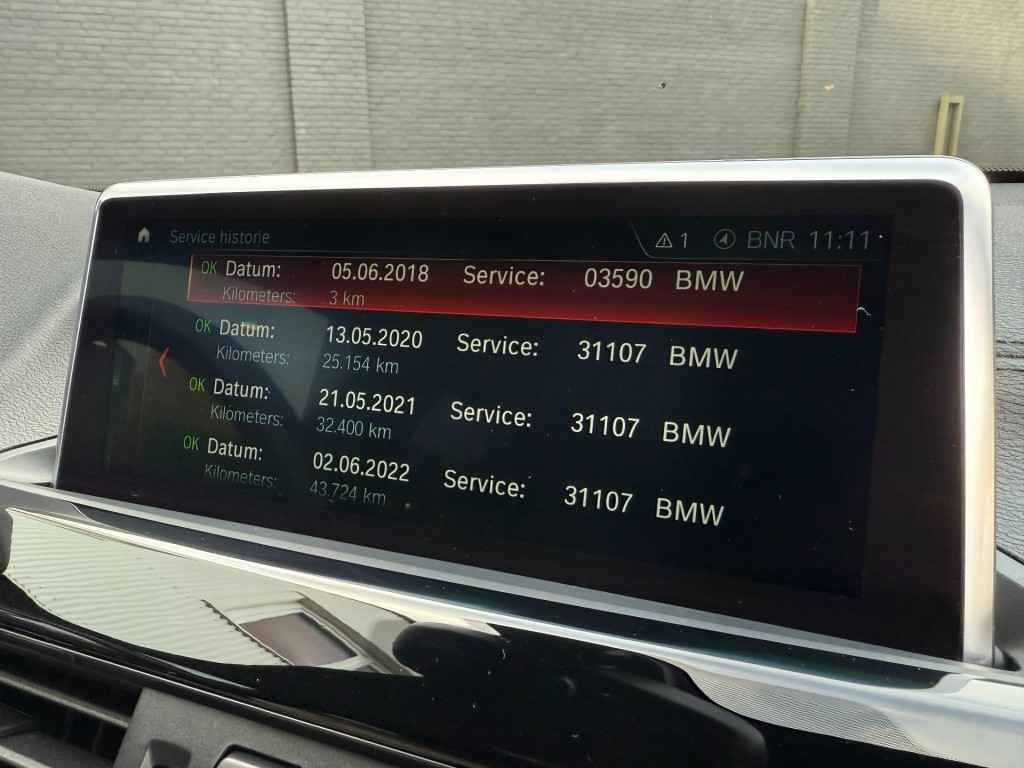 Service historie ⚠ 1 BNR 11:11
OK Datum: 05.06.2018 Service: 03590 BMW
Kilometers: 3 km
OK Datum: 13.05.2020 Service: 31107 BMW
Kilometers: 25.154 km
OK Datum: 21.05.2021 Service: 31107 BMW
Kilometers: 32.400 km
OK Datum: 02.06.2022 Service: 31107 BMW
Kilometers: 43.724 km